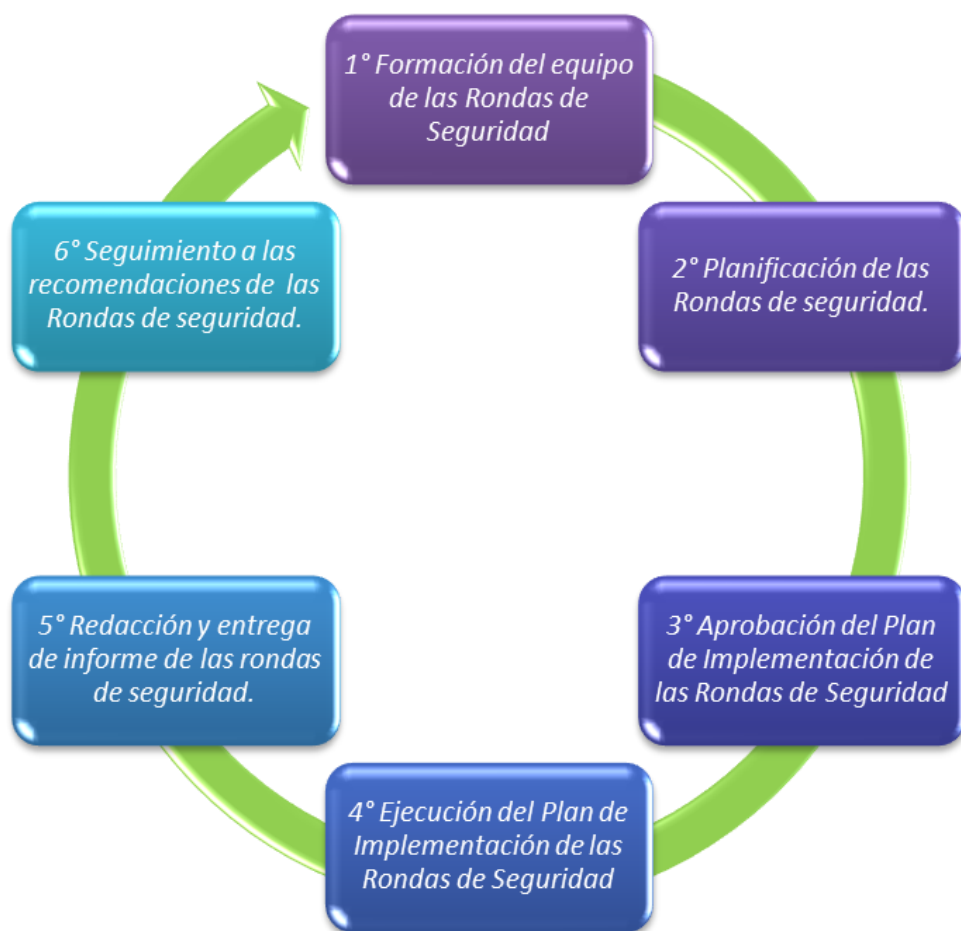 1° Formación del equipo
de las Rondas de
Seguridad
2° Planificación de las
Rondas de seguridad.
3° Aprobación del Plan
de Implementación de
las Rondas de Seguridad
4° Ejecución del Plan de
Implementación de las
Rondas de Seguridad
5° Redacción y entrega
de informe de las rondas
de seguridad.
6° Seguimiento a las
recomendaciones de las
Rondas de seguridad.